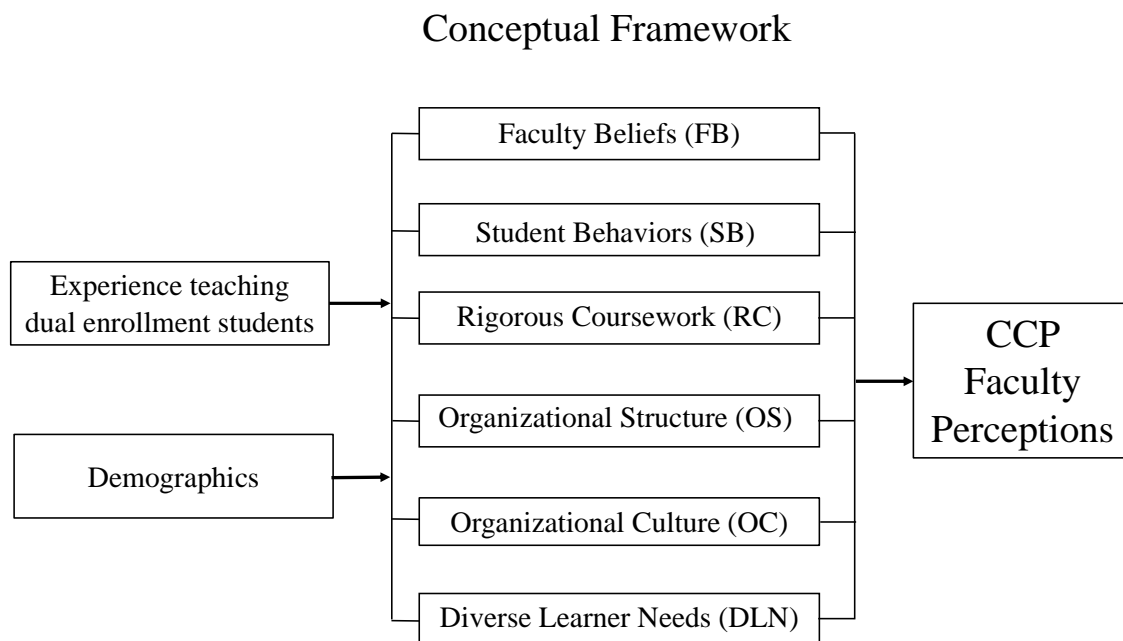 Conceptual Framework
Faculty Beliefs (FB)
Student Behaviors (SB)
Experience teaching
dual enrollment students
Rigorous Coursework (RC)
CCP
Faculty
Perceptions
Organizational Structure (OS)
Demographics
Organizational Culture (OC)
Diverse Learner Needs (DLN)